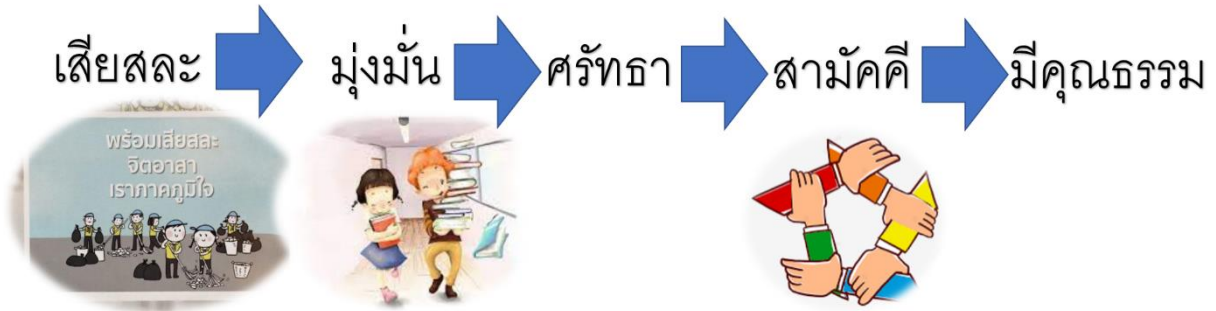 เสียสละ มุ่งมั่น ศรัทธา สามัคคี มีคุณธรรม
พร้อมเสียสละ
จิตอาสา
เราภาคภูมิใจ